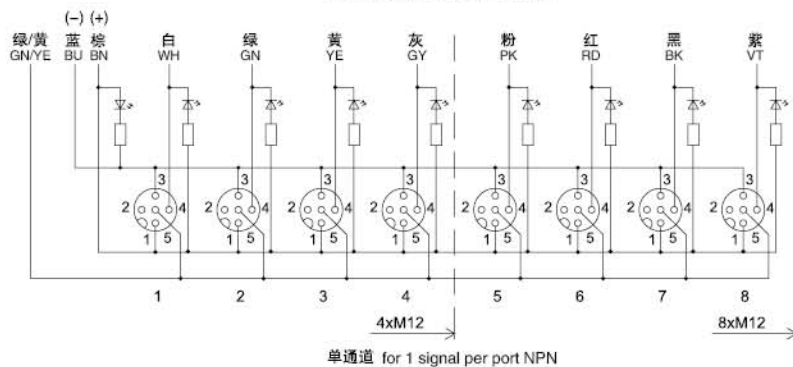 (-) (+)
绿/黄 蓝 棕 白 绿 黄 灰 粉 红 黑 紫
GN/YE BU BN WH GN YE GY PK RD BK VT
3 3 3 3 3 3 3 3
2 4 2 4 2 4 2 4 2 4 2 4 2 4 2 4
1 5 1 5 1 5 1 5 1 5 1 5 1 5 1 5
1 2 3 4 5 6 7 8
4xM12 8xM12
单通道 for 1 signal per port NPN